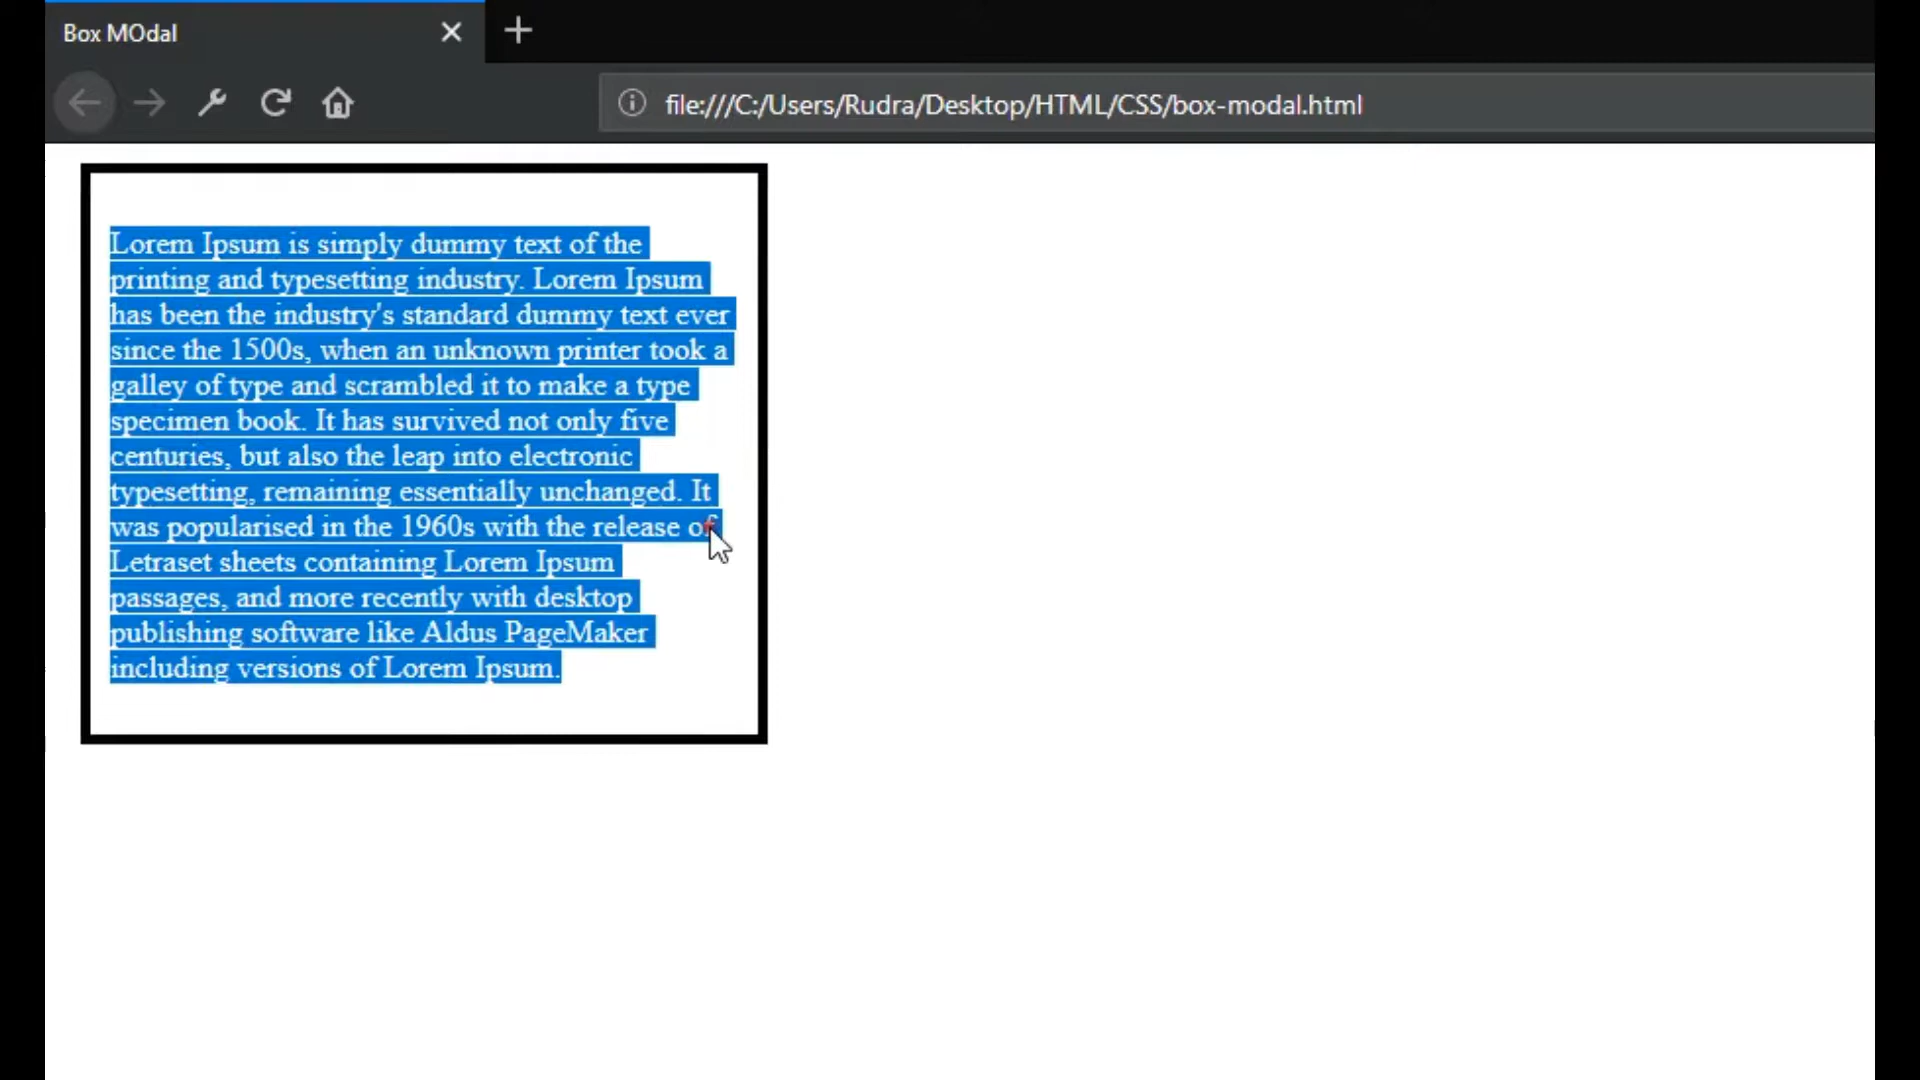 Box MOdal
file:///C:/Users/Rudra/Desktop/HTML/CSS/box-modal.html
Lorem Ipsum is simply dummy text of the
printing and typesetting industry. Lorem Ipsum
has been the industry's standard dummy text ever
since the 1500s, when an unknown printer took a
galley of type and scrambled it to make a type
specimen book. It has survived not only five
centuries, but also the leap into electronic
typesetting, remaining essentially unchanged. It
was popularised in the 1960s with the release of
Letraset sheets containing Lorem Ipsum
passages, and more recently with desktop
publishing software like Aldus PageMaker
including versions of Lorem Ipsum.